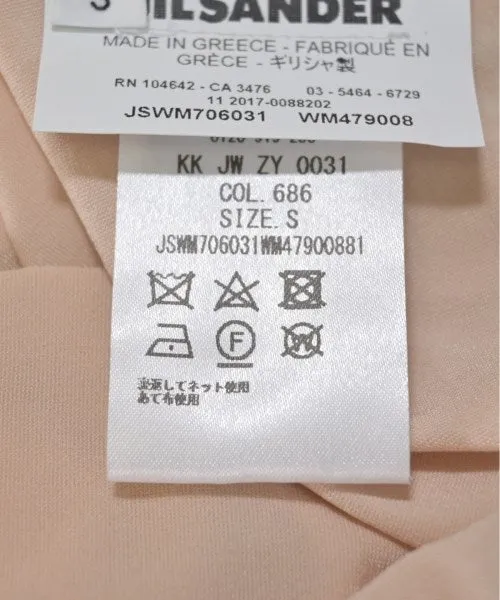 S
JILSANDER
MADE IN GREECE - FABRIQUÉ EN
GRÈCE - ギリシャ製
RN 104642 - CA 3476 03 - 5464 - 6729
11 2017-0088202
JSWM706031 WM479008
KK JW ZY 0031
COL. 686
SIZE. S
JSWM706031WM47900881
F
W
裏返してネット使用
あて布使用